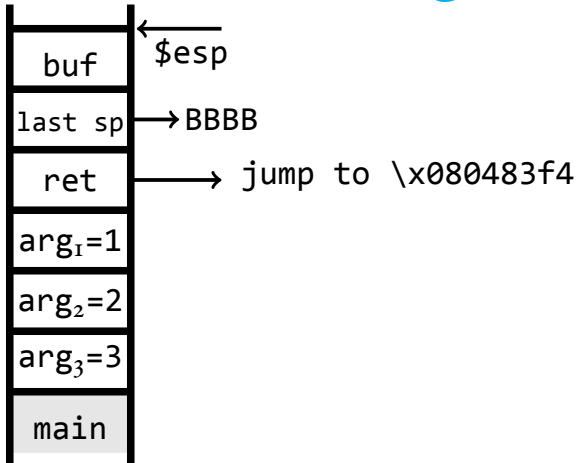 buf
$esp
last sp
BBBB
ret
jump to \x080483f4
arg₁=1
arg₂=2
arg₃=3
main